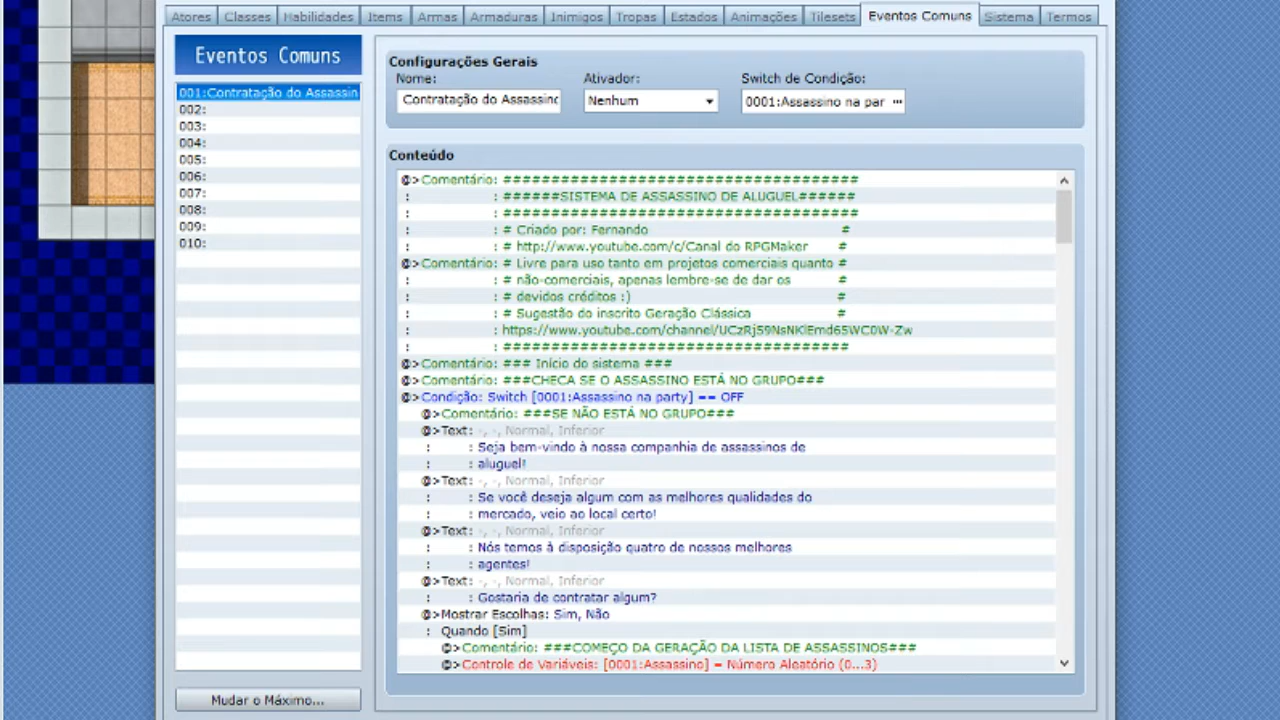 Atores Classes Habilidades Items Armas Armaduras Inimigos Tropas Estados Animações Tilesets Eventos Comuns Sistema Termos
Eventos Comuns
001:Contratação do Assassin
002:
003:
004:
005:
006:
007:
008:
009:
010:
Mudar o Máximo...
Configurações Gerais
Nome: Ativador: Switch de Condição:
Contratação do Assassino Nenhum 0001:Assassino na par ...
Conteúdo
@>Comentário: #####################################
: : ######SISTEMA DE ASSASSINO DE ALUGUEL######
: : #####################################
: : # Criado por: Fernando #
: : # http://www.youtube.com/c/Canal do RPGMaker #
@>Comentário: # Livre para uso tanto em projetos comerciais quanto #
: : # não-comerciais, apenas lembre-se de dar os #
: : # devidos créditos :) #
: : # Sugestão do inscrito Geração Clássica #
: : https://www.youtube.com/channel/UCzRj59NsNKlEmd65WC0W-Zw
: : ####################################
@>Comentário: ### Início do sistema ###
@>Comentário: ###CHECA SE O ASSASSINO ESTÁ NO GRUPO###
@>Condição: Switch [0001:Assassino na party] == OFF
@>Comentário: ###SE NÃO ESTÁ NO GRUPO###
@>Text: -, -, Normal, Inferior
: : Seja bem-vindo à nossa companhia de assassinos de
: : aluguel!
@>Text: -, -, Normal, Inferior
: : Se você deseja algum com as melhores qualidades do
: : mercado, veio ao local certo!
@>Text: -, -, Normal, Inferior
: : Nós temos à disposição quatro de nossos melhores
: : agentes!
@>Text: -, -, Normal, Inferior
: : Gostaria de contratar algum?
@>Mostrar Escolhas: Sim, Não
: Quando [Sim]
@>Comentário: ###COMEÇO DA GERAÇÃO DA LISTA DE ASSASSINOS###
@>Controle de Variáveis: [0001:Assassino] = Número Aleatório (0...3)